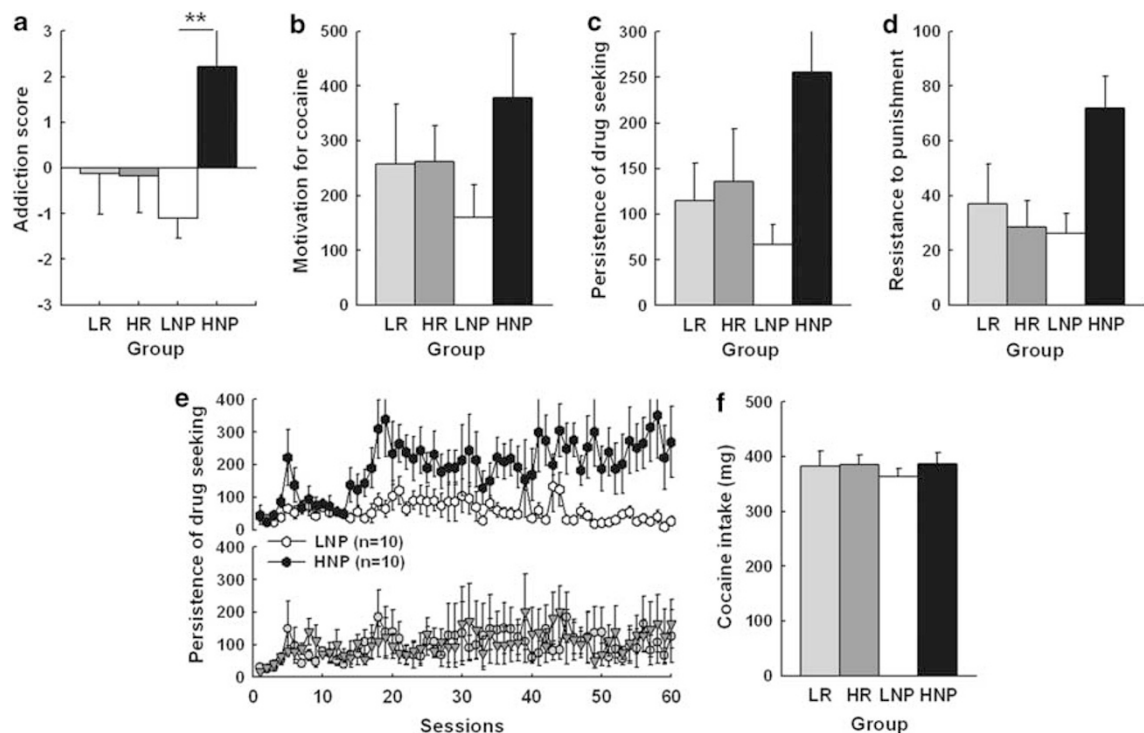 a
**
3
2
1
0
-1
-2
-3
Addiction score
LR HR LNP HNP
Group
b
500
400
300
200
100
0
Motivation for cocaine
LR HR LNP HNP
Group
c
300
250
200
150
100
50
0
Persistence of drug seeking
LR HR LNP HNP
Group
d
100
80
60
40
20
0
Resistance to punishment
LR HR LNP HNP
Group
e
400
300
200
100
0
LNP (n=10)
HNP (n=10)
400
300
200
100
0
Persistence of drug seeking
0 10 20 30 40 50 60
Sessions
f
500
400
300
200
100
0
Cocaine intake (mg)
LR HR LNP HNP
Group